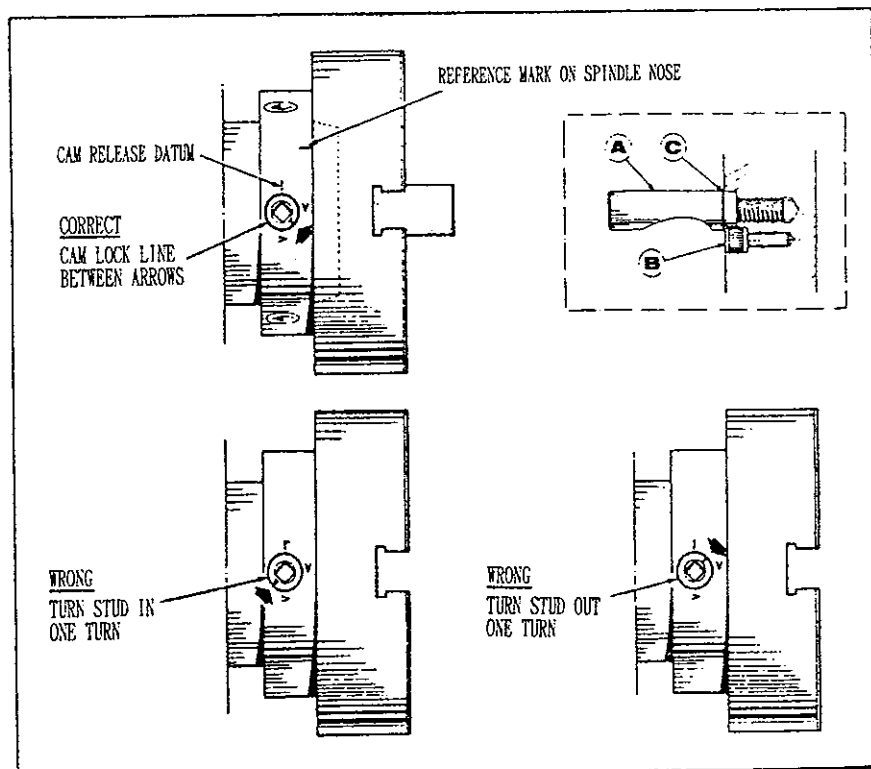 REFERENCE MARK ON SPINDLE NOSE
CAM RELEASE DATUM
CORRECT
CAM LOCK LINE
BETWEEN ARROWS
A
C
B
WRONG
TURN STUD IN
ONE TURN
WRONG
TURN STUD OUT
ONE TURN